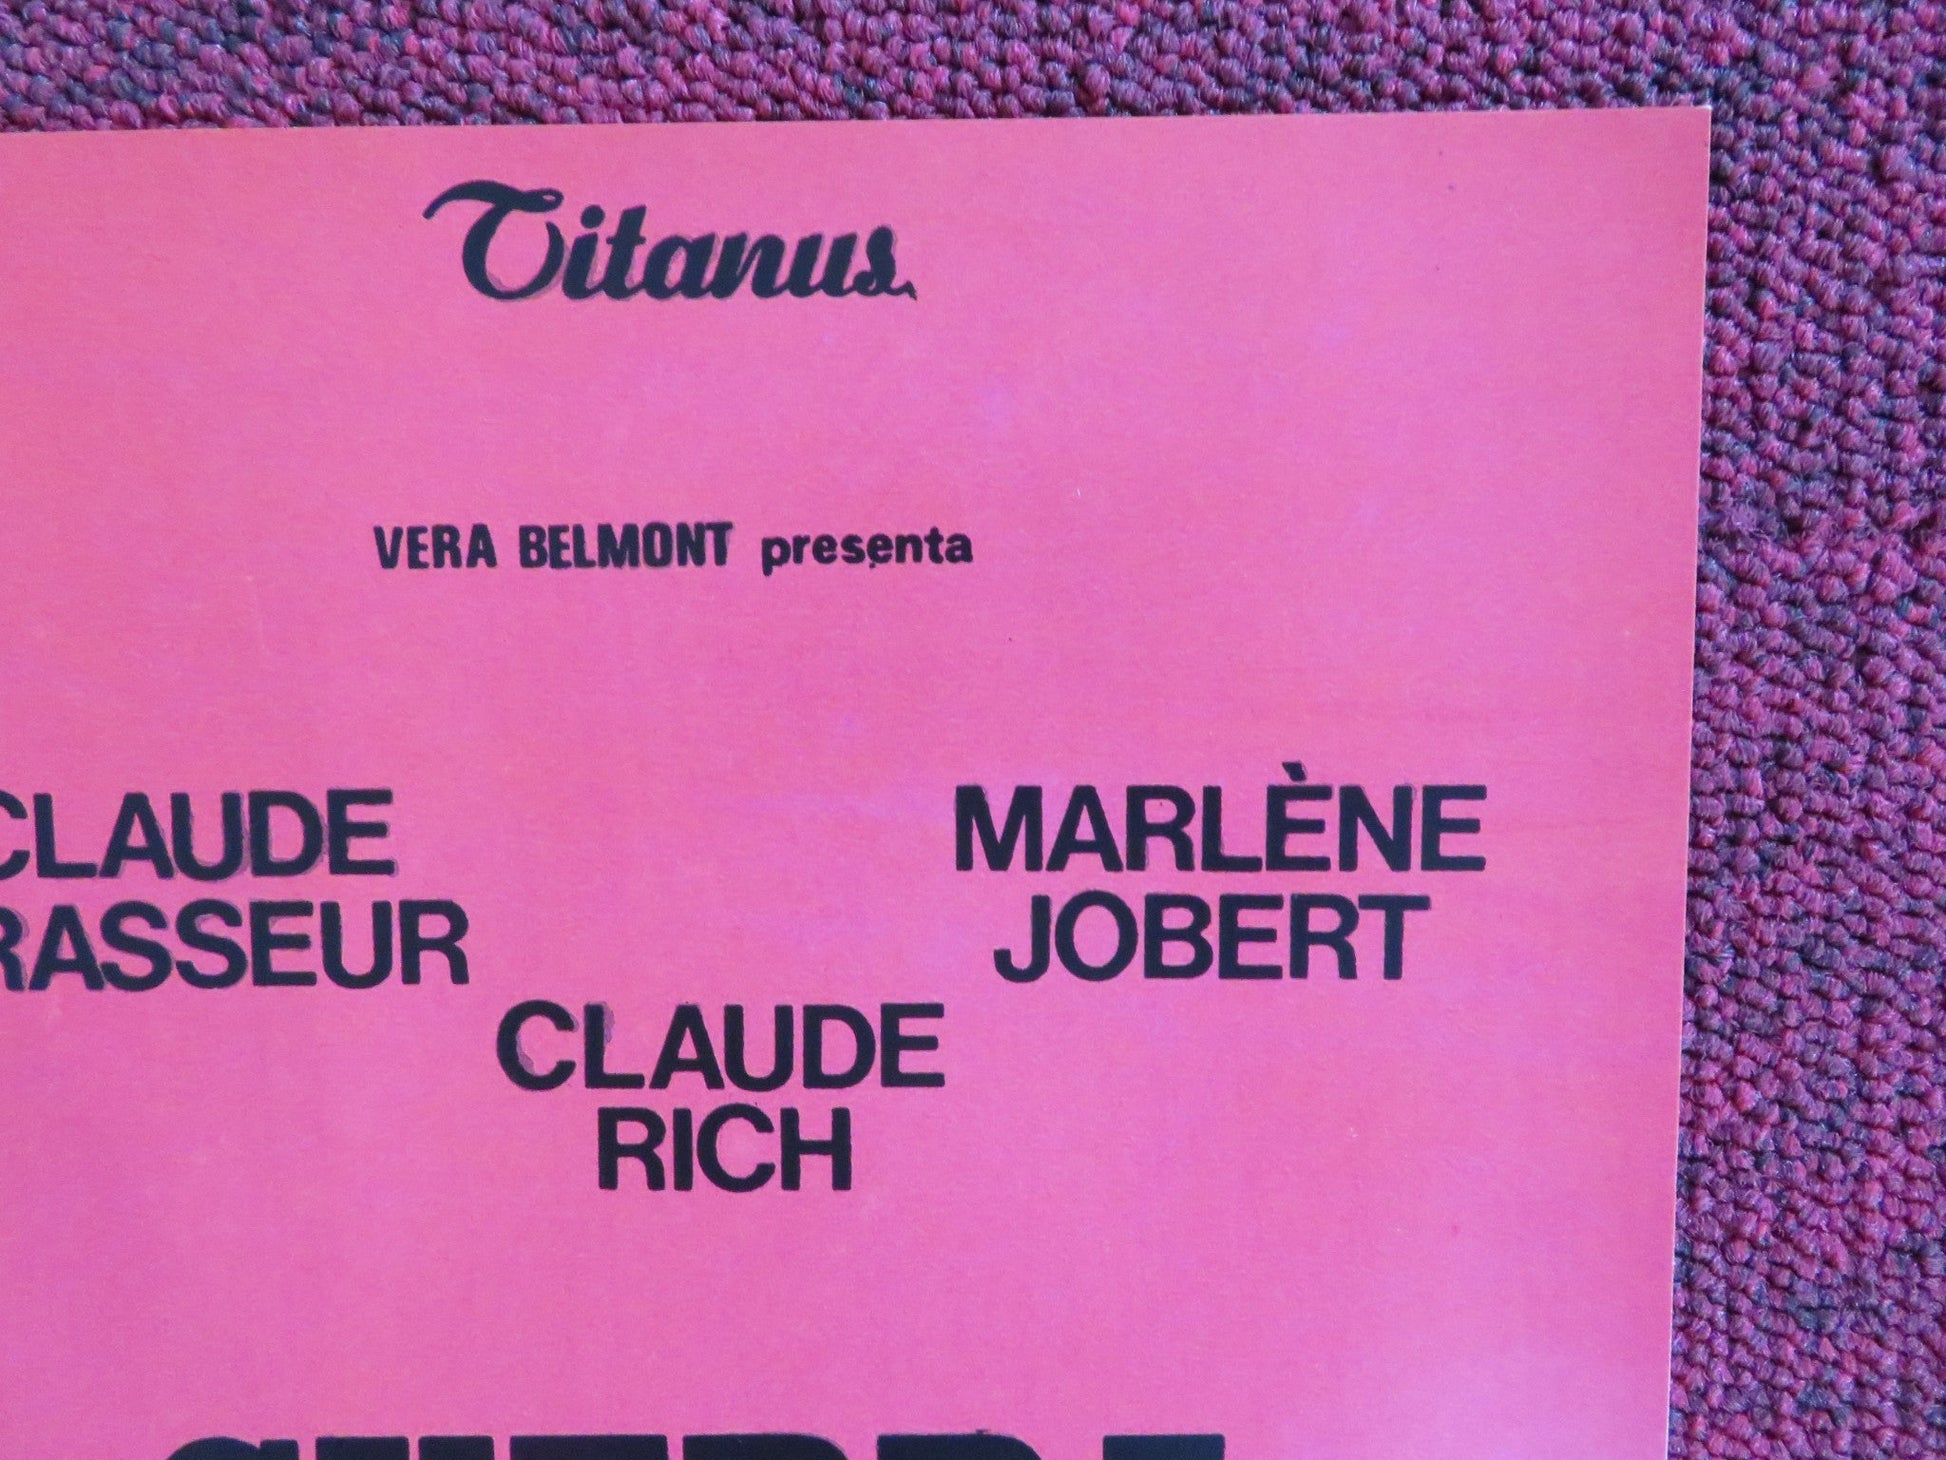 Titanus
VERA BELMONT presenta
CLAUDE
RASSEUR
MARLÈNE
JOBERT
CLAUDE
RICH